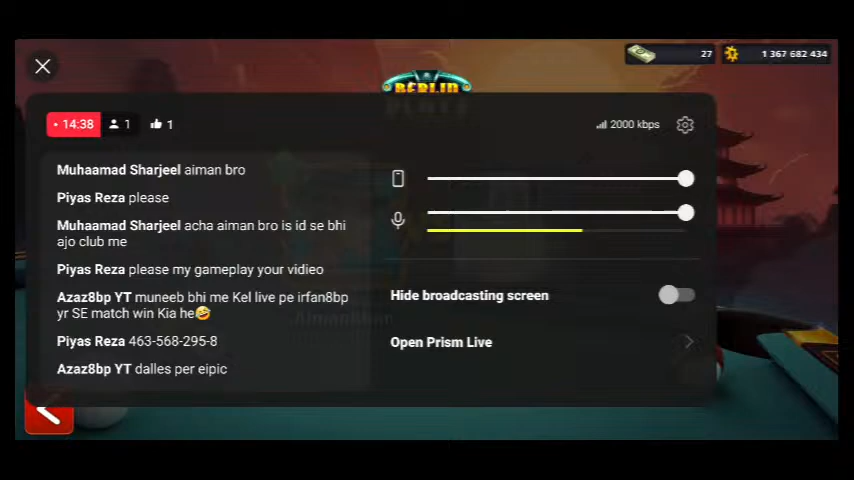 27
1 367 682 434
BERLIN
14:38
1
1
2000 kbps
Muhaamad Sharjeel aiman bro
Piyas Reza please
Muhaamad Sharjeel acha aiman bro is id se bhi
ajo club me
Piyas Reza please my gameplay your vidieo
Azaz8bp YT muneeb bhi me Kel live pe irfan8bp
yr SE match win Kia he🤣
Piyas Reza 463-568-295-8
Azaz8bp YT dalles per eipic
Hide broadcasting screen
Open Prism Live